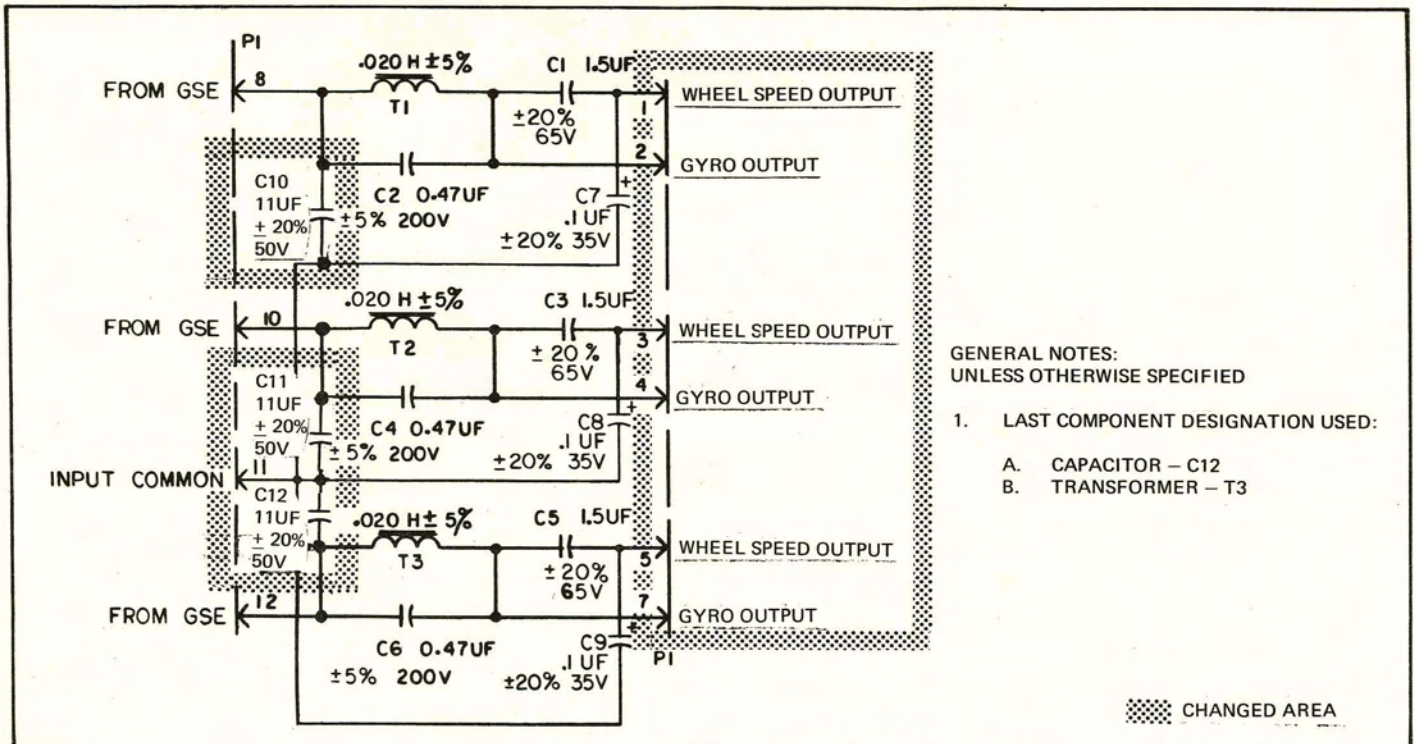 P1
FROM GSE
8
.020 H ±5%
T1
C1 1.5UF
±20%
65V
1
WHEEL SPEED OUTPUT
2
GYRO OUTPUT
C10
11UF
± 20%
50V
C2 0.47UF
±5% 200V
C7
+
.1 UF
±20% 35V
FROM GSE
10
.020 H ±5%
T2
C3 1.5UF
± 20%
65V
3
WHEEL SPEED OUTPUT
4
GYRO OUTPUT
C11
11UF
± 20%
50V
C4 0.47UF
± 5% 200V
C8
+
.1 UF
±20% 35V
INPUT COMMON
11
C12
11UF
± 20%
50V
.020 H ± 5%
T3
C5 1.5UF
±20%
65V
5
WHEEL SPEED OUTPUT
7
GYRO OUTPUT
FROM GSE
12
C6 0.47UF
±5% 200V
C9
+
.1 UF
±20% 35V
P1
GENERAL NOTES:
UNLESS OTHERWISE SPECIFIED
1. LAST COMPONENT DESIGNATION USED:
A. CAPACITOR – C12
B. TRANSFORMER – T3
CHANGED AREA